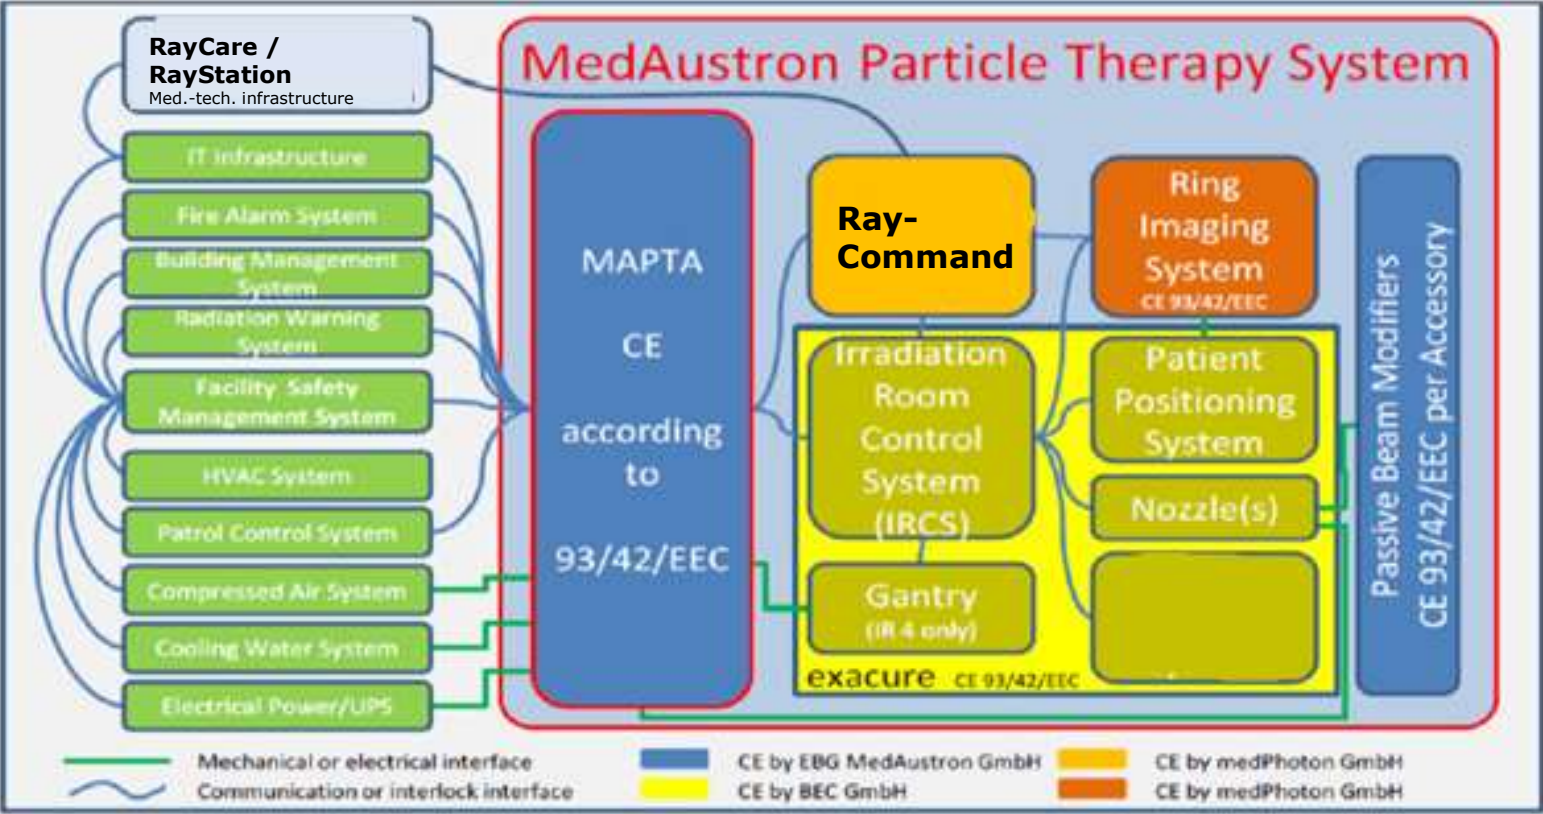 RayCare /
RayStation
Med.-tech. infrastructure
IT Infrastructure
Fire Alarm System
Building Management
System
Radiation Warning
System
Facility Safety
Management System
HVAC System
Patrol Control System
Compressed Air System
Cooling Water System
Electrical Power/UPS
MedAustron Particle Therapy System
MAPTA
CE
according
to
93/42/EEC
Ray-
Command
Ring
Imaging
System
CE 93/42/EEC
Irradiation
Room
Control
System
(IRCS)
Patient
Positioning
System
Nozzle(s)
Gantry
(IR 4 only)
exacure CE 93/42/EEC
Passive Beam Modifiers
CE 93/42/EEC per Accessory
Mechanical or electrical interface
Communication or interlock interface
CE by EBG MedAustron GmbH
CE by BEC GmbH
CE by medPhoton GmbH
CE by medPhoton GmbH